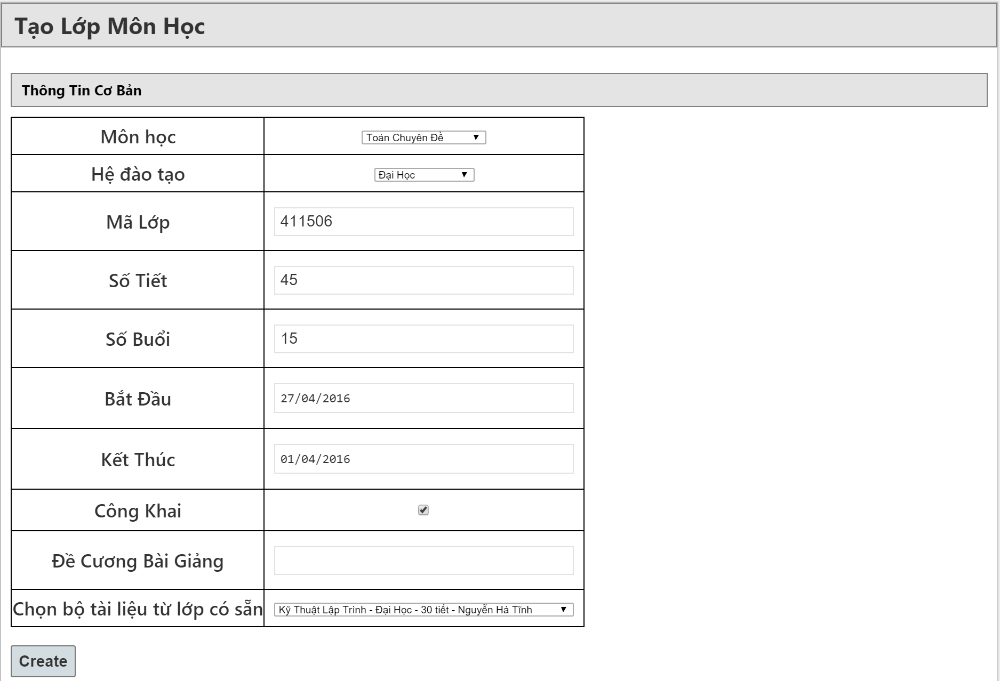 Tạo Lớp Môn Học
Thông Tin Cơ Bản
Môn học
Toán Chuyên Đề
Hệ đào tạo
Đại Học
Mã Lớp
411506
Số Tiết
45
Số Buổi
15
Bắt Đầu
27/04/2016
Kết Thúc
01/04/2016
Công Khai
Đề Cương Bài Giảng
Chọn bộ tài liệu từ lớp có sẵn
Kỹ Thuật Lập Trình - Đại Học - 30 tiết - Nguyễn Hà Tĩnh
Create